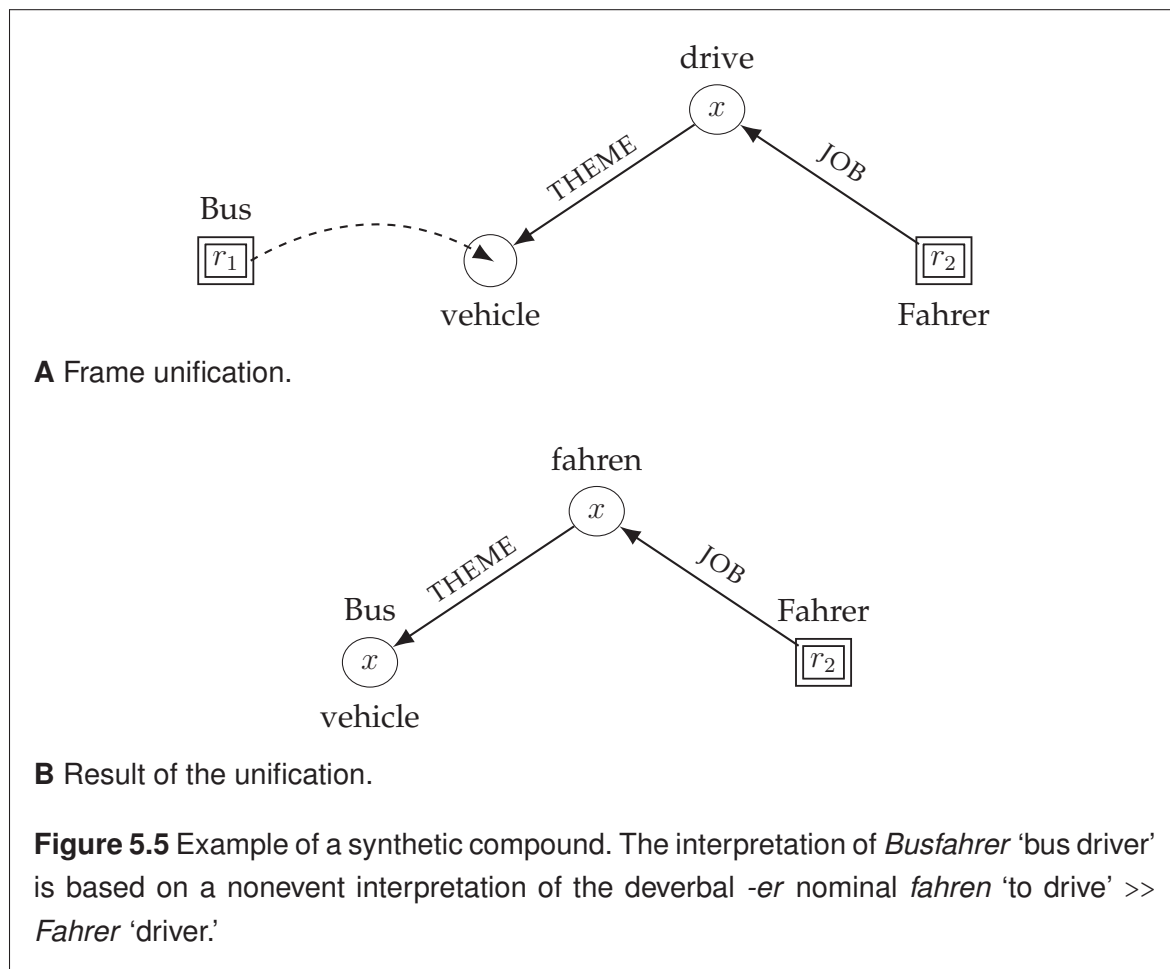 drive
x
THEME
JOB
Bus
r₁
r₂
vehicle
Fahrer
A Frame unification.
fahren
x
THEME
JOB
Bus
Fahrer
x
r₂
vehicle
B Result of the unification.
Figure 5.5 Example of a synthetic compound. The interpretation of Busfahrer ‘bus driver’
is based on a nonevent interpretation of the deverbal -er nominal fahren ‘to drive’ >>
Fahrer ‘driver.’